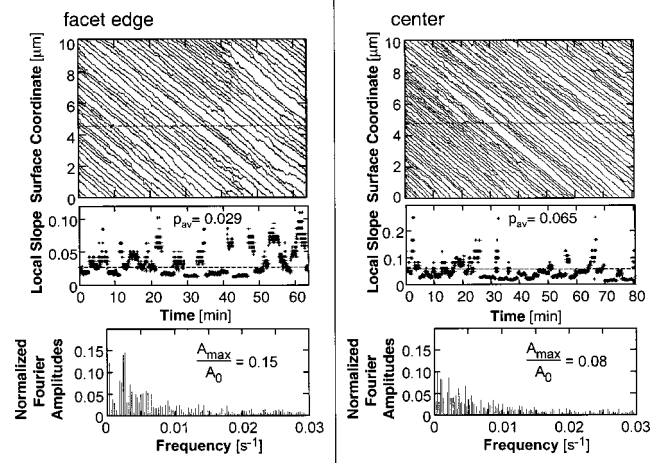 facet edge
Surface Coordinate [μm]
10
8
6
4
2
0
Local Slope
0.10
0.05
0
p_av = 0.029
0 10 20 30 40 50 60
Time [min]
Normalized
Fourier
Amplitudes
0.15
0.10
0.05
0
A_max
A_0
= 0.15
0 0.01 0.02 0.03
Frequency [s⁻¹]
center
Surface Coordinate [μm]
10
8
6
4
2
0
Local Slope
0.2
0.1
0
p_av = 0.065
0 10 20 30 40 50 60 70 80
Time [min]
Normalized
Fourier
Amplitudes
0.15
0.10
0.05
0
A_max
A_0
= 0.08
0 0.01 0.02 0.03
Frequency [s⁻¹]